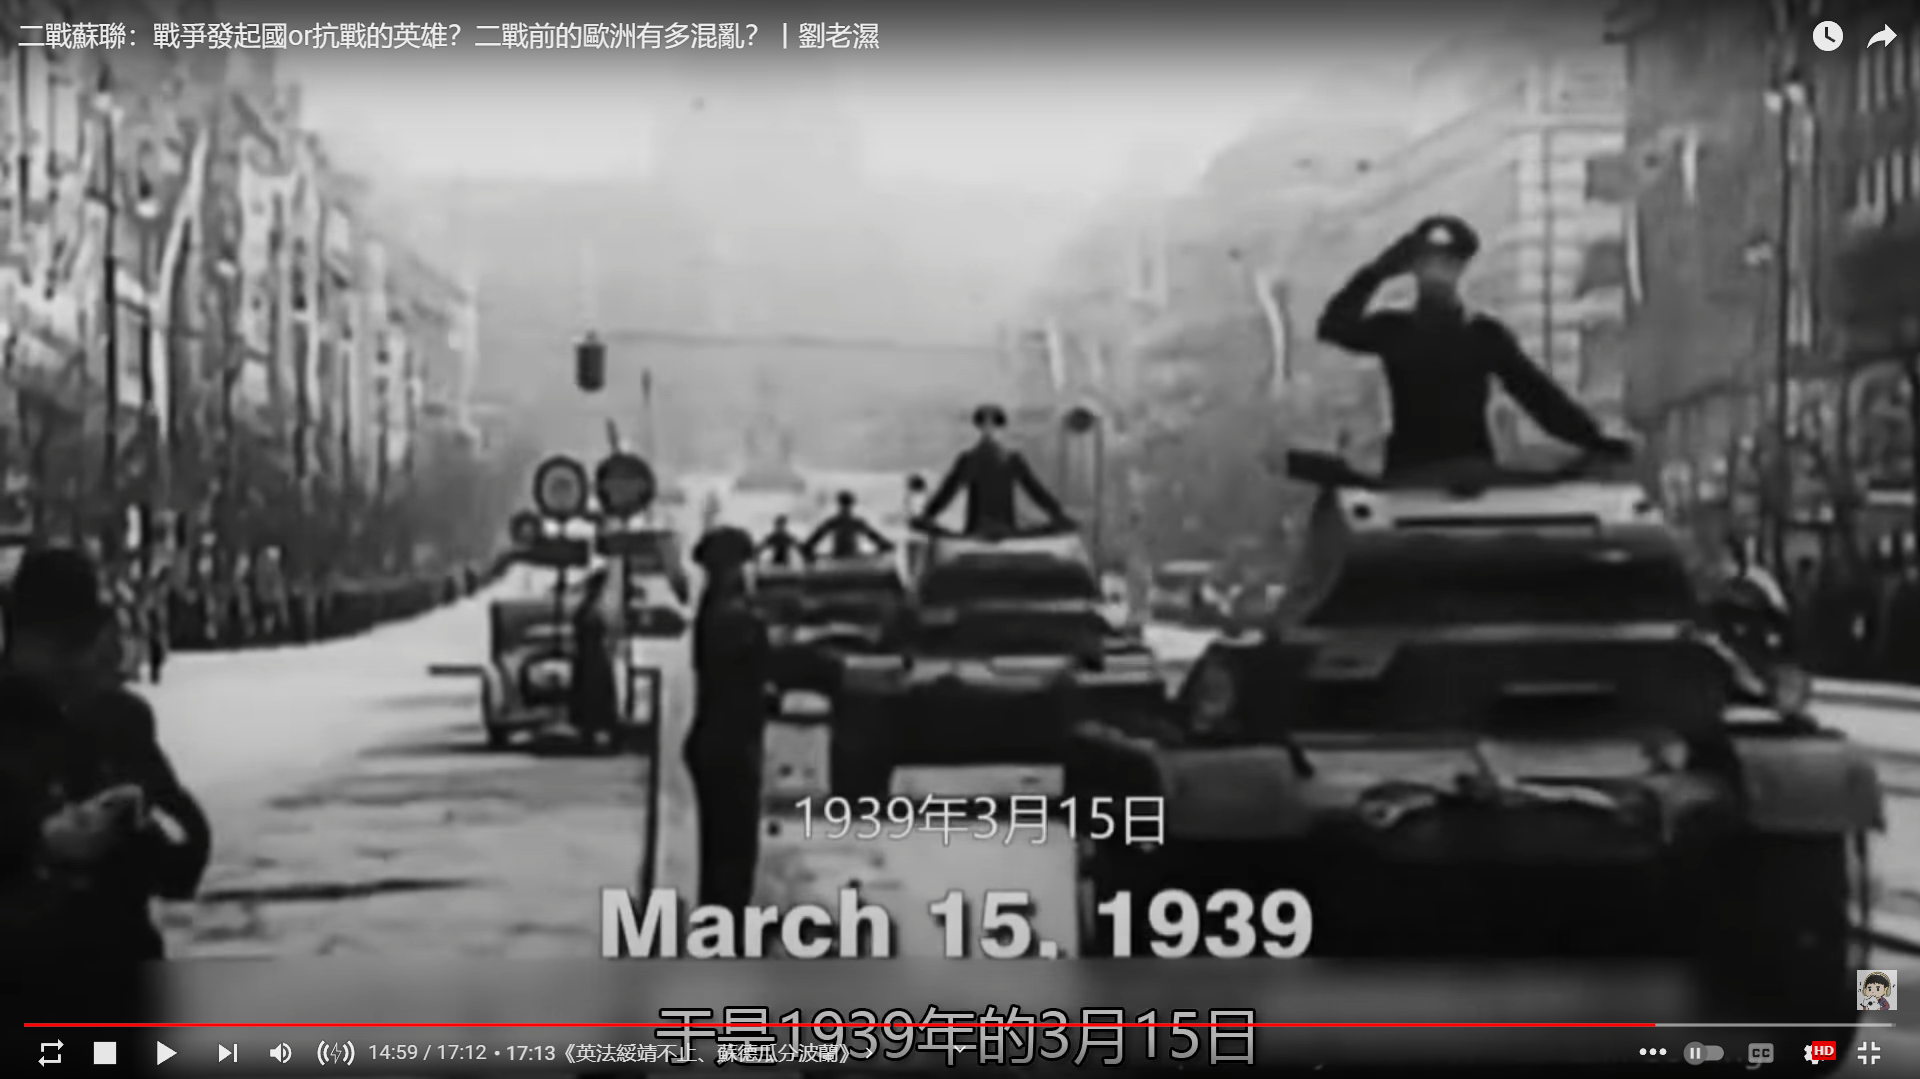 二戰蘇聯：戰爭發起國or抗戰的英雄？二戰前的歐洲有多混亂？｜劉老濕
1939年3月15日
March 15, 1939
于是1939年的3月15日
14:59 / 17:12 • 17:13《英法綏靖不止、蘇德瓜分波蘭》 ›
CC
HD